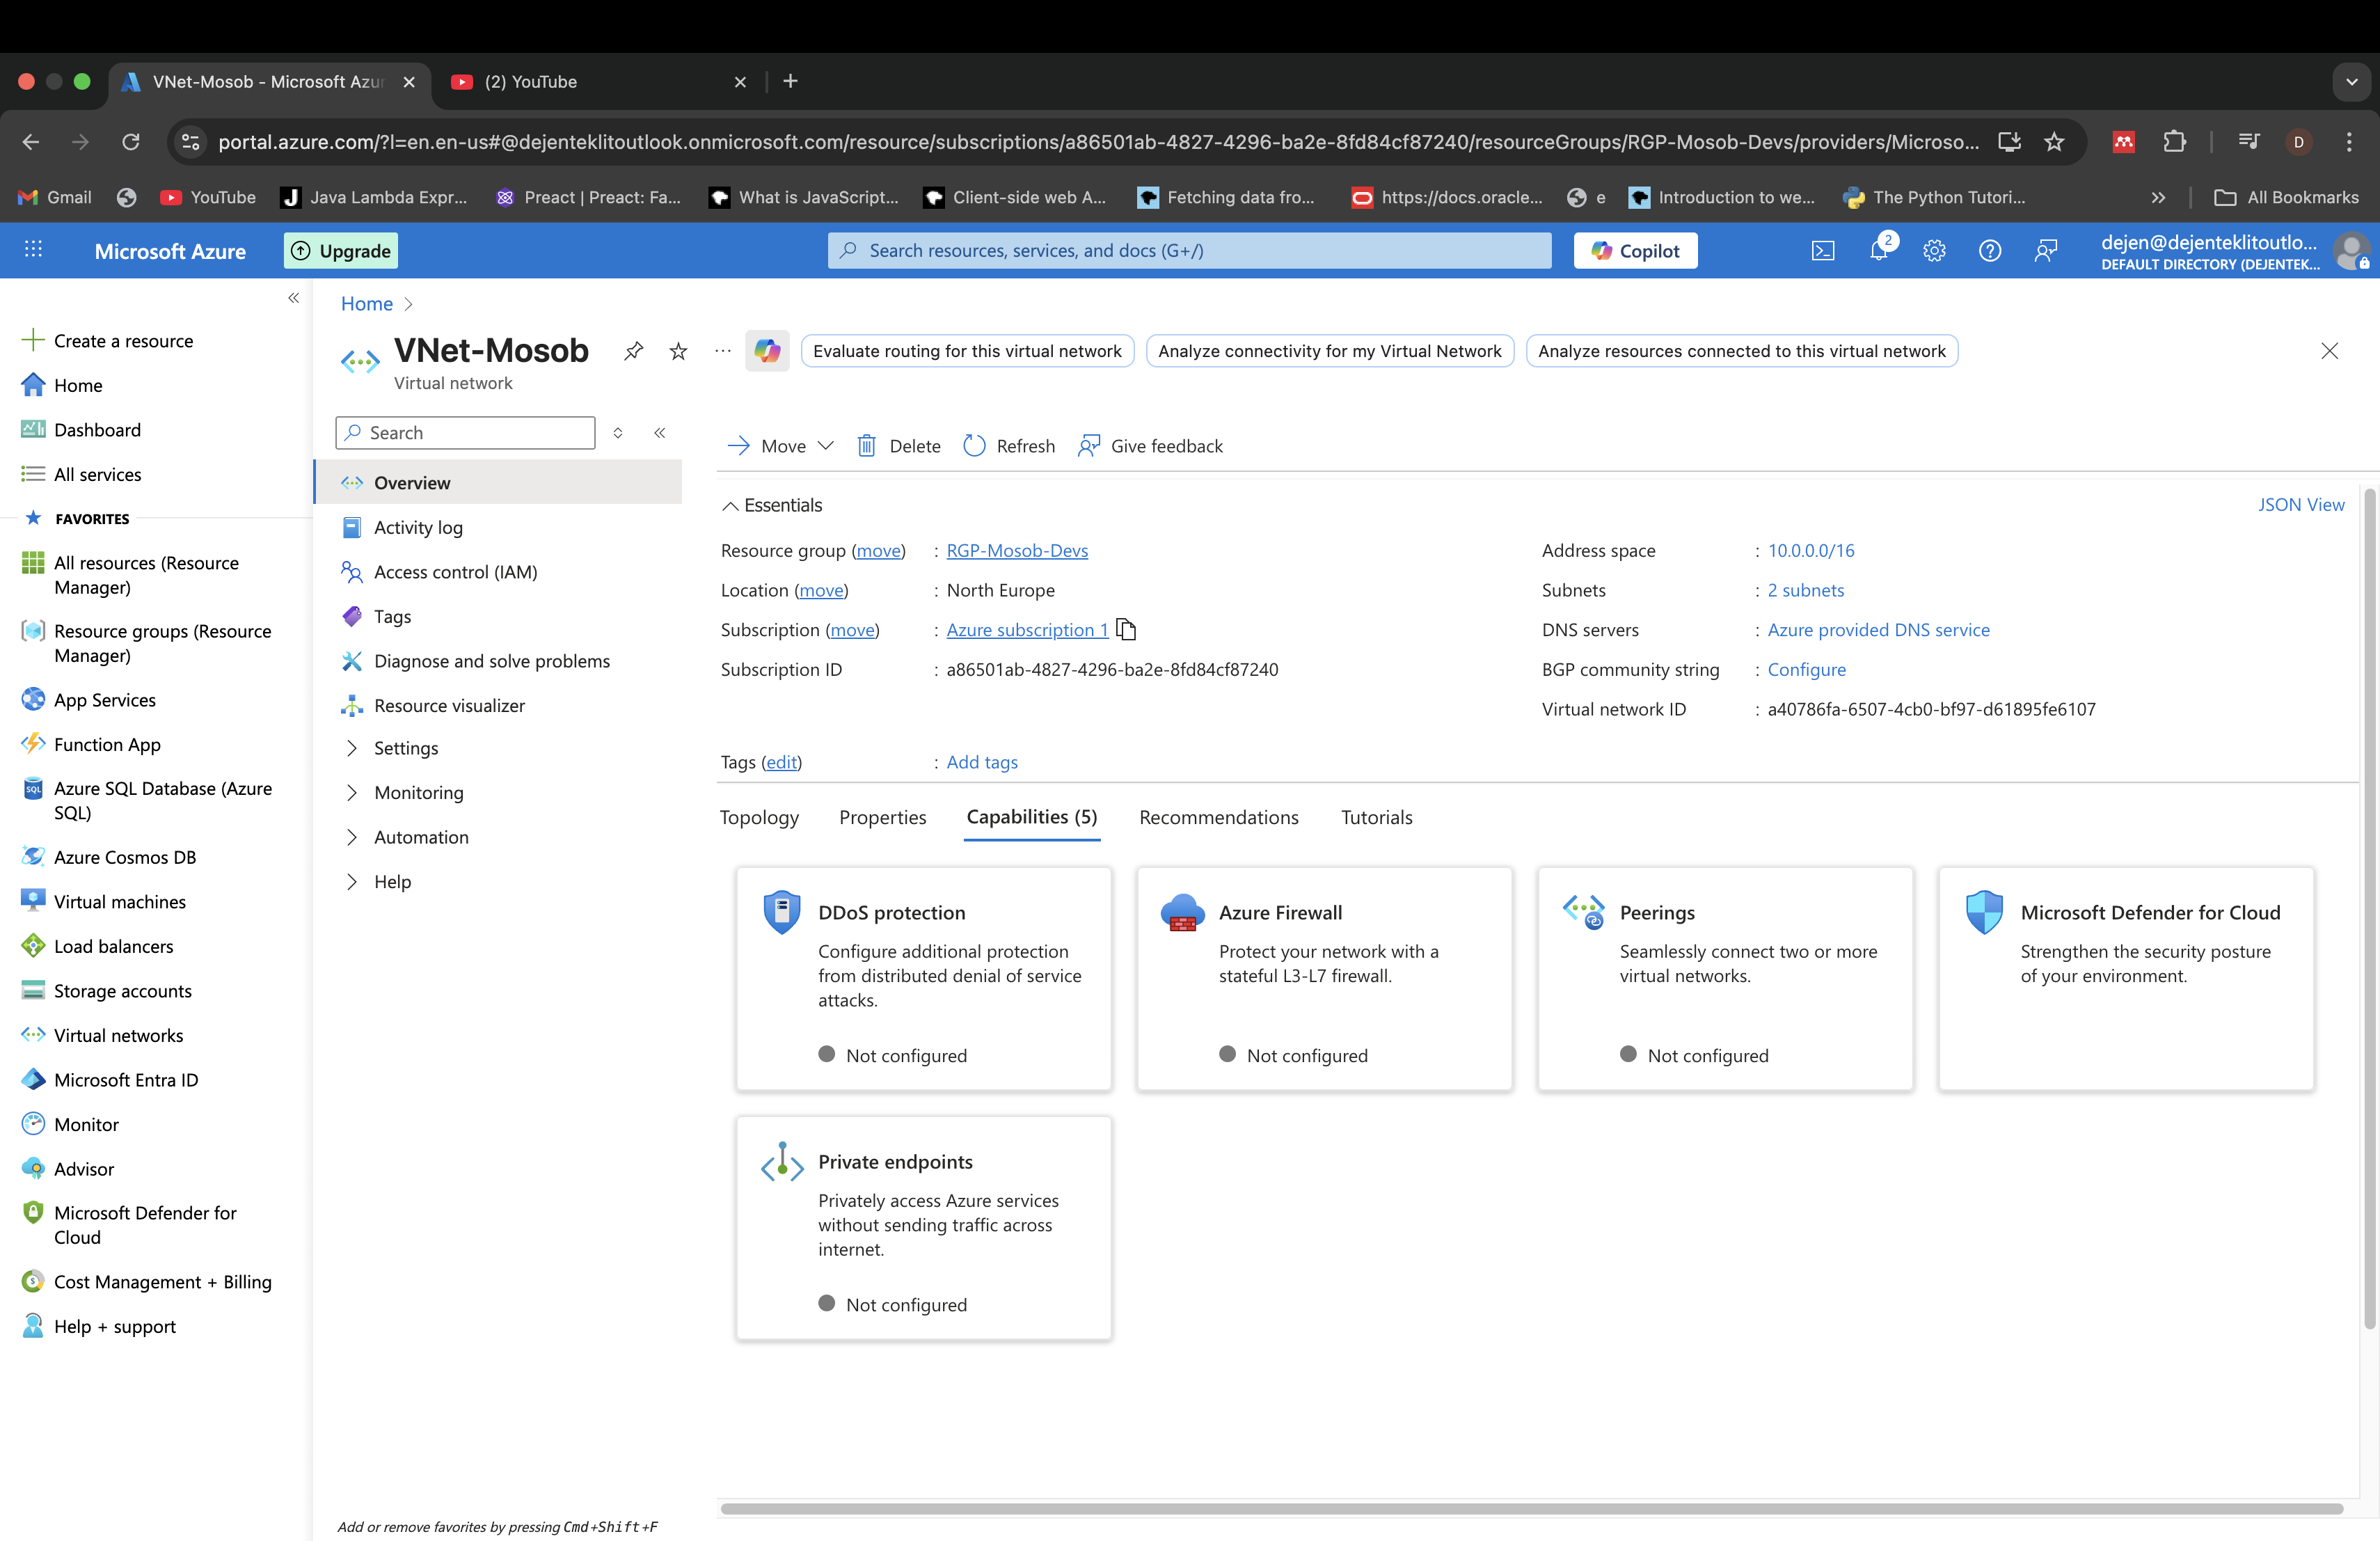 VNet-Mosob - Microsoft Azur
(2) YouTube
portal.azure.com/?l=en.en-us#@dejenteklitoutlook.onmicrosoft.com/resource/subscriptions/a86501ab-4827-4296-ba2e-8fd84cf87240/resourceGroups/RGP-Mosob-Devs/providers/Microso...
D
Gmail
YouTube
Java Lambda Expr...
Preact | Preact: Fa...
What is JavaScript...
Client-side web A...
Fetching data fro...
https://docs.oracle...
e
Introduction to we...
The Python Tutori...
All Bookmarks
Microsoft Azure
Upgrade
Search resources, services, and docs (G+/)
Copilot
2
dejen@dejenteklitoutlo...
DEFAULT DIRECTORY (DEJENTEK...
Create a resource
Home
Dashboard
All services
FAVORITES
All resources (Resource
Manager)
Resource groups (Resource
Manager)
App Services
Function App
SQL
Azure SQL Database (Azure
SQL)
Azure Cosmos DB
Virtual machines
Load balancers
Storage accounts
Virtual networks
Microsoft Entra ID
Monitor
Advisor
Microsoft Defender for
Cloud
Cost Management + Billing
Help + support
Home
VNet-Mosob
Virtual network
Evaluate routing for this virtual network
Analyze connectivity for my Virtual Network
Analyze resources connected to this virtual network
Search
Overview
Activity log
Access control (IAM)
Tags
Diagnose and solve problems
Resource visualizer
Settings
Monitoring
Automation
Help
Add or remove favorites by pressing Cmd+Shift+F
Move
Delete
Refresh
Give feedback
Essentials
JSON View
Resource group (move) : RGP-Mosob-Devs
Location (move) : North Europe
Subscription (move) : Azure subscription 1
Subscription ID : a86501ab-4827-4296-ba2e-8fd84cf87240
Address space : 10.0.0.0/16
Subnets : 2 subnets
DNS servers : Azure provided DNS service
BGP community string : Configure
Virtual network ID : a40786fa-6507-4cb0-bf97-d61895fe6107
Tags (edit) : Add tags
Topology
Properties
Capabilities (5)
Recommendations
Tutorials
DDoS protection
Configure additional protection
from distributed denial of service
attacks.
Not configured
Azure Firewall
Protect your network with a
stateful L3-L7 firewall.
Not configured
Peerings
Seamlessly connect two or more
virtual networks.
Not configured
Microsoft Defender for Cloud
Strengthen the security posture
of your environment.
Private endpoints
Privately access Azure services
without sending traffic across
internet.
Not configured